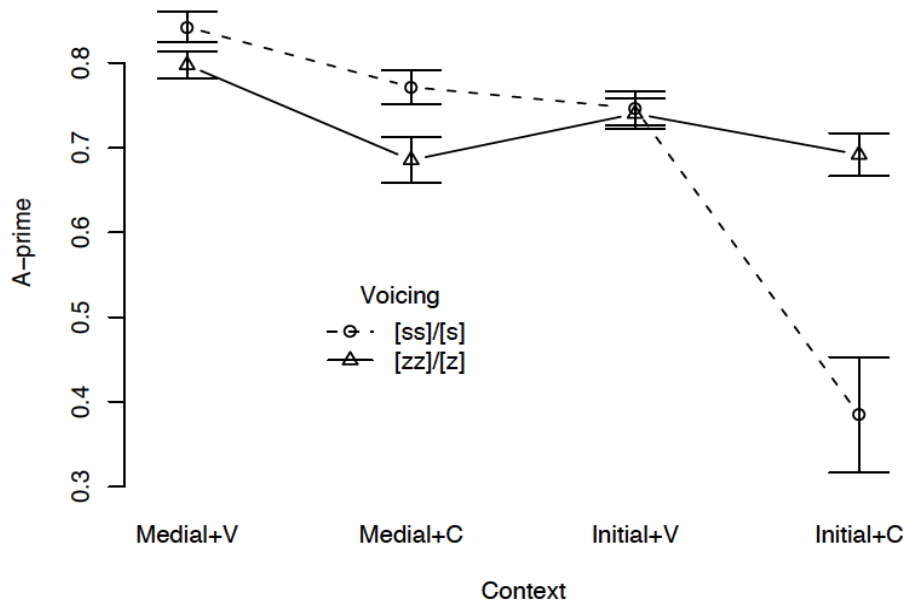 0.8
0.7
0.6
0.5
0.4
0.3
A−prime
Voicing
[ss]/[s]
[zz]/[z]
Medial+V Medial+C Initial+V Initial+C
Context